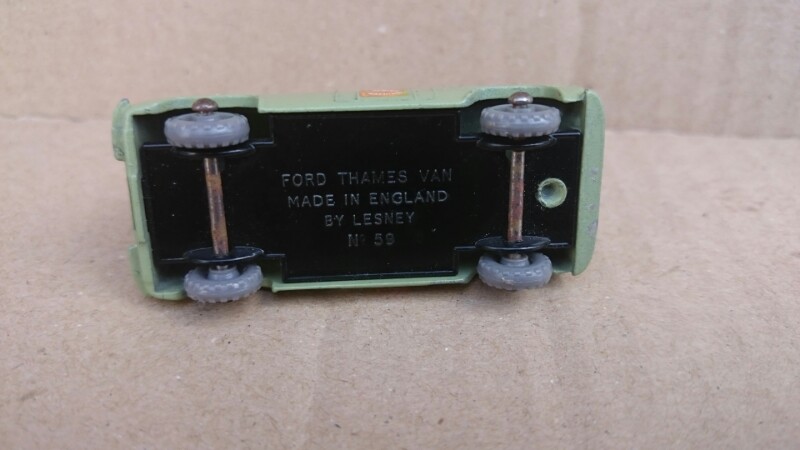 FORD THAMES VAN
MADE IN ENGLAND
BY LESNEY
No 59